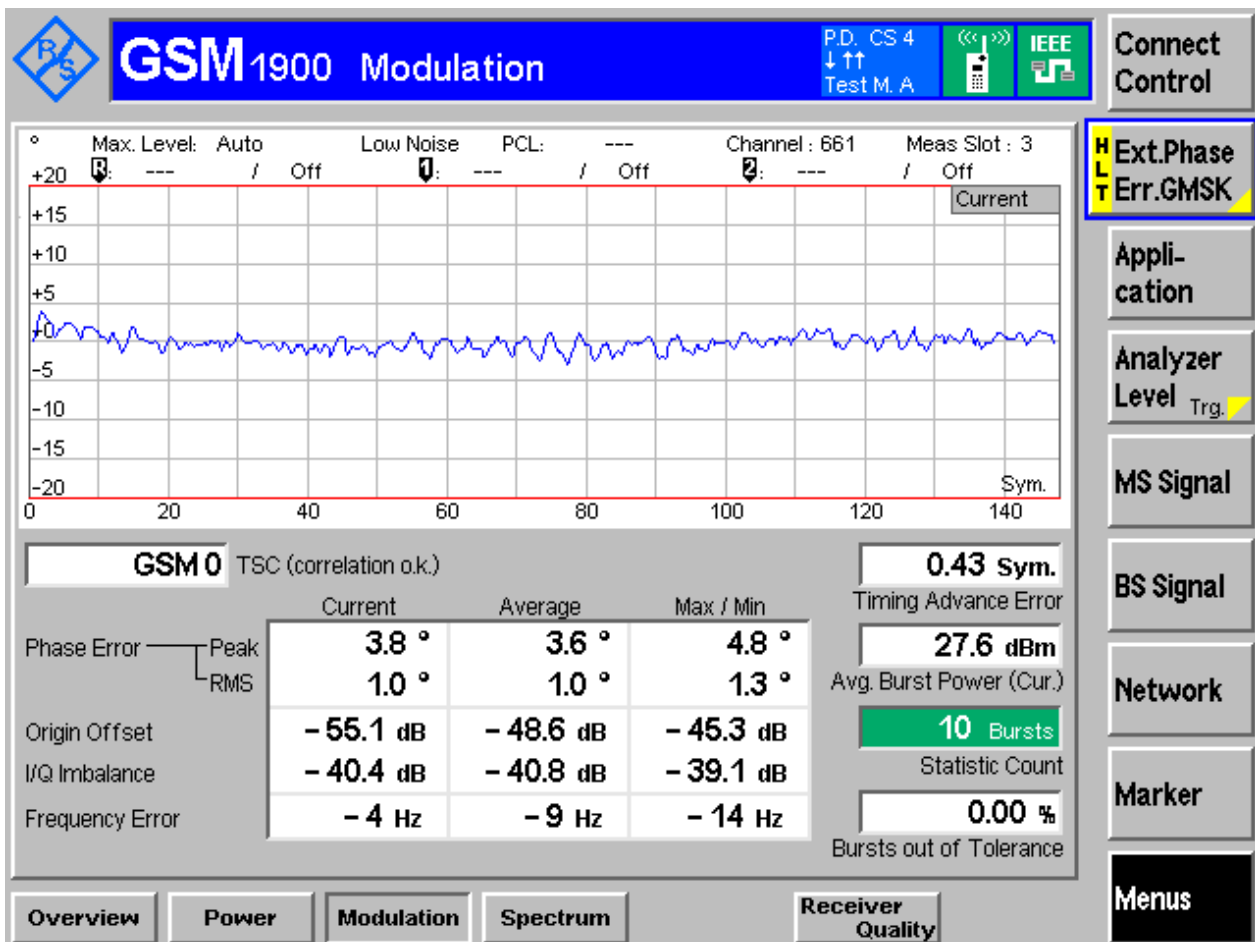 R/S
GSM 1900 Modulation
P.D. CS 4
↓ ↑↑
Test M. A
IEEE
Connect
Control
° Max. Level: Auto Low Noise PCL: --- Channel : 661 Meas Slot : 3
R: --- / Off 1: --- / Off 2: --- / Off
Current
+20
+15
+10
+5
+0
-5
-10
-15
-20
Sym.
0 20 40 60 80 100 120 140
HLT
Ext.Phase
Err.GMSK
Appli-
cation
Analyzer
Level Trg.
MS Signal
BS Signal
Network
Marker
Menus
GSM 0 TSC (correlation o.k.)
0.43 Sym.
Timing Advance Error
Current Average Max / Min
Phase Error Peak 3.8 ° 3.6 ° 4.8 °
RMS 1.0 ° 1.0 ° 1.3 °
27.6 dBm
Avg. Burst Power (Cur.)
Origin Offset – 55.1 dB – 48.6 dB – 45.3 dB
10 Bursts
Statistic Count
I/Q Imbalance – 40.4 dB – 40.8 dB – 39.1 dB
Frequency Error – 4 Hz – 9 Hz – 14 Hz
0.00 %
Bursts out of Tolerance
Overview Power Modulation Spectrum
Receiver
Quality